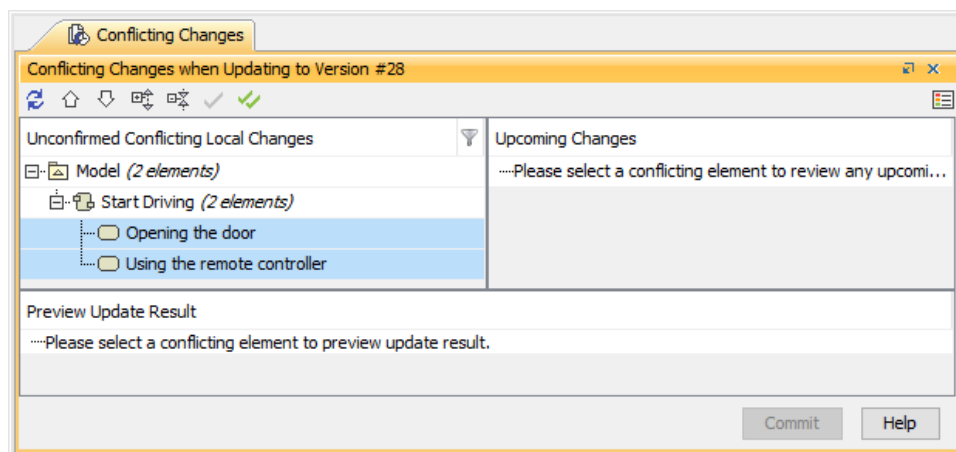 Conflicting Changes
Conflicting Changes when Updating to Version #28
Unconfirmed Conflicting Local Changes
Upcoming Changes
Model (2 elements)
Please select a conflicting element to review any upcomi...
Start Driving (2 elements)
Opening the door
Using the remote controller
Preview Update Result
Please select a conflicting element to preview update result.
Commit
Help